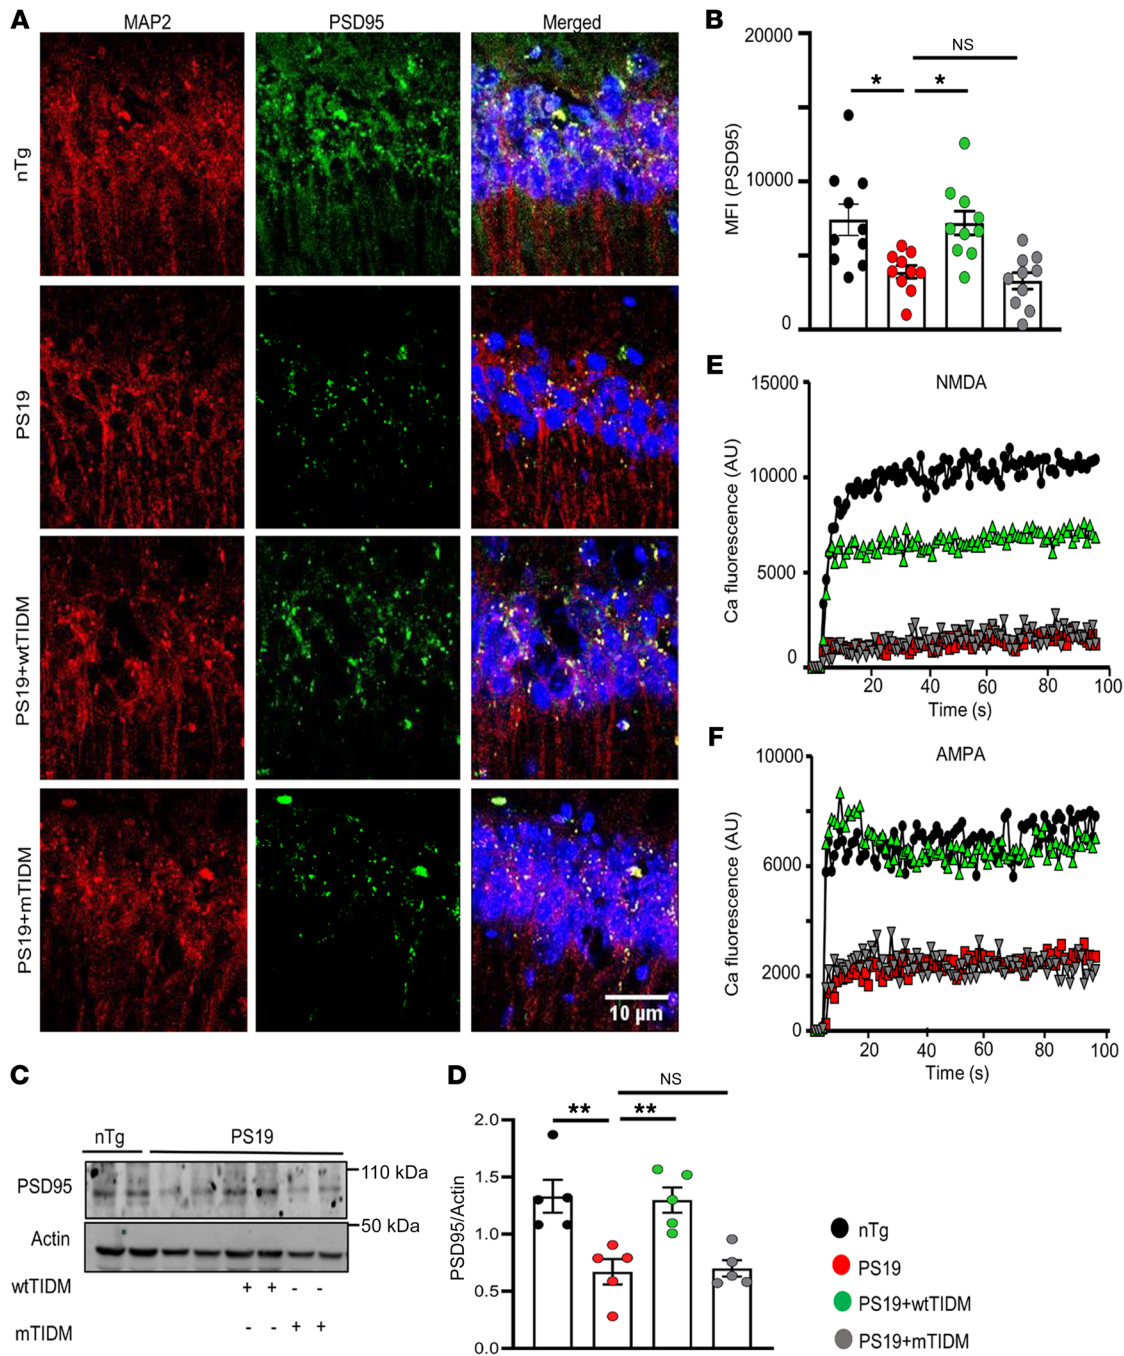 A
MAP2
PSD95
Merged
nTg
PS19
PS19+wtTIDM
PS19+mTIDM
10 µm
B
20000
10000
0
MFI (PSD95)
*
*
NS
E
NMDA
15000
10000
5000
0
Ca fluorescence (AU)
20
40
60
80
100
Time (s)
F
AMPA
10000
6000
2000
0
Ca fluorescence (AU)
20
40
60
80
100
Time (s)
C
nTg
PS19
PSD95
110 kDa
Actin
50 kDa
wtTIDM
+ + - -
mTIDM
- - + +
D
NS
**
**
2.0
1.5
1.0
0.5
0.0
PSD95/Actin
nTg
PS19
PS19+wtTIDM
PS19+mTIDM